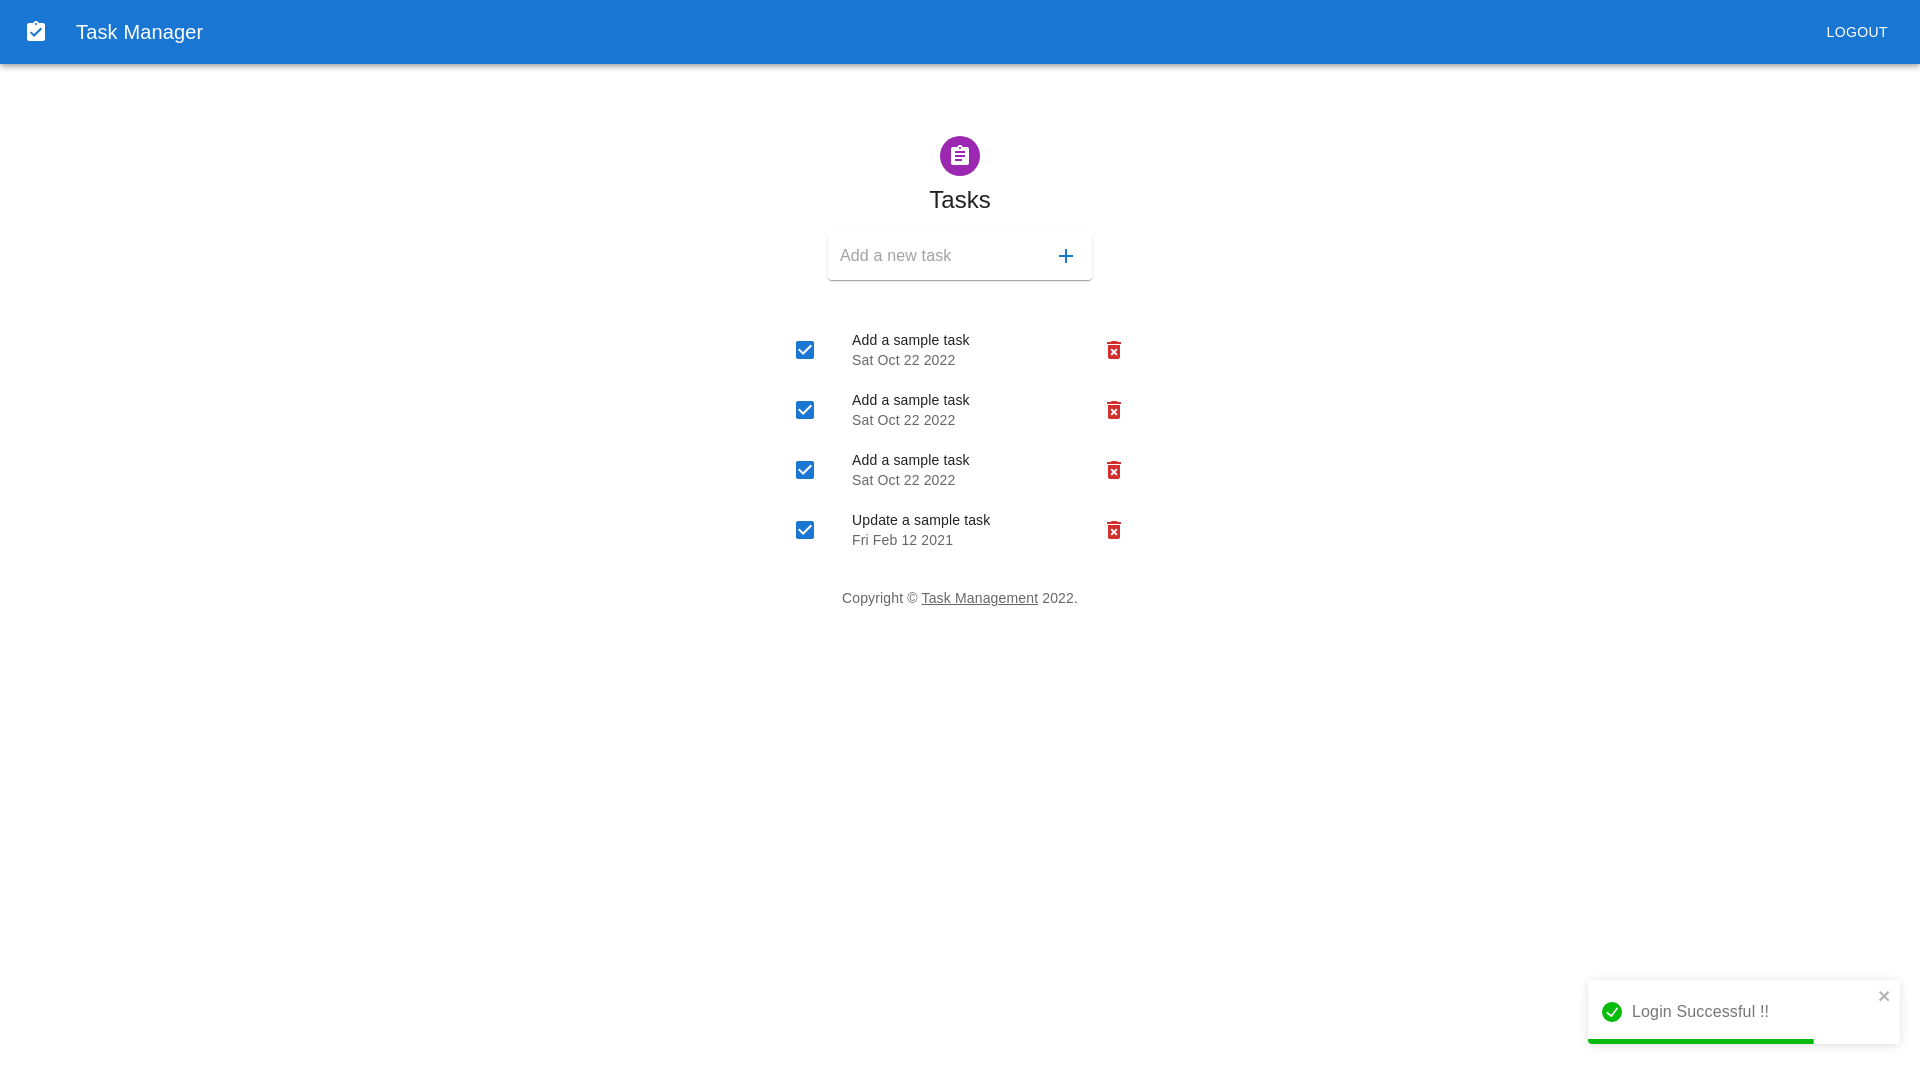 Task Manager
LOGOUT
Tasks
Add a new task
Add a sample task
Sat Oct 22 2022
Add a sample task
Sat Oct 22 2022
Add a sample task
Sat Oct 22 2022
Update a sample task
Fri Feb 12 2021
Copyright © Task Management 2022.
Login Successful !!